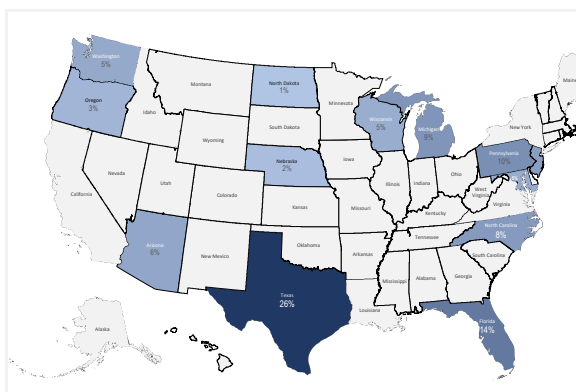 Washington
5%
Oregon
3%
Montana
Idaho
North Dakota
1%
Minnesota
Wisconsin
Michigan
Maine
New York
South Dakota
Wyoming
Nebraska
2%
Iowa
Pennsylvania
10%
Nevada
Utah
Colorado
California
Kansas
Missouri
Illinois
Indiana
Ohio
West
Virginia
Virginia
Kentucky
Arizona
New Mexico
Oklahoma
Arkansas
Tennessee
North Carolina
8%
South Carolina
Mississippi
Alabama
Georgia
Texas
26%
Louisiana
Florida
14%
Alaska